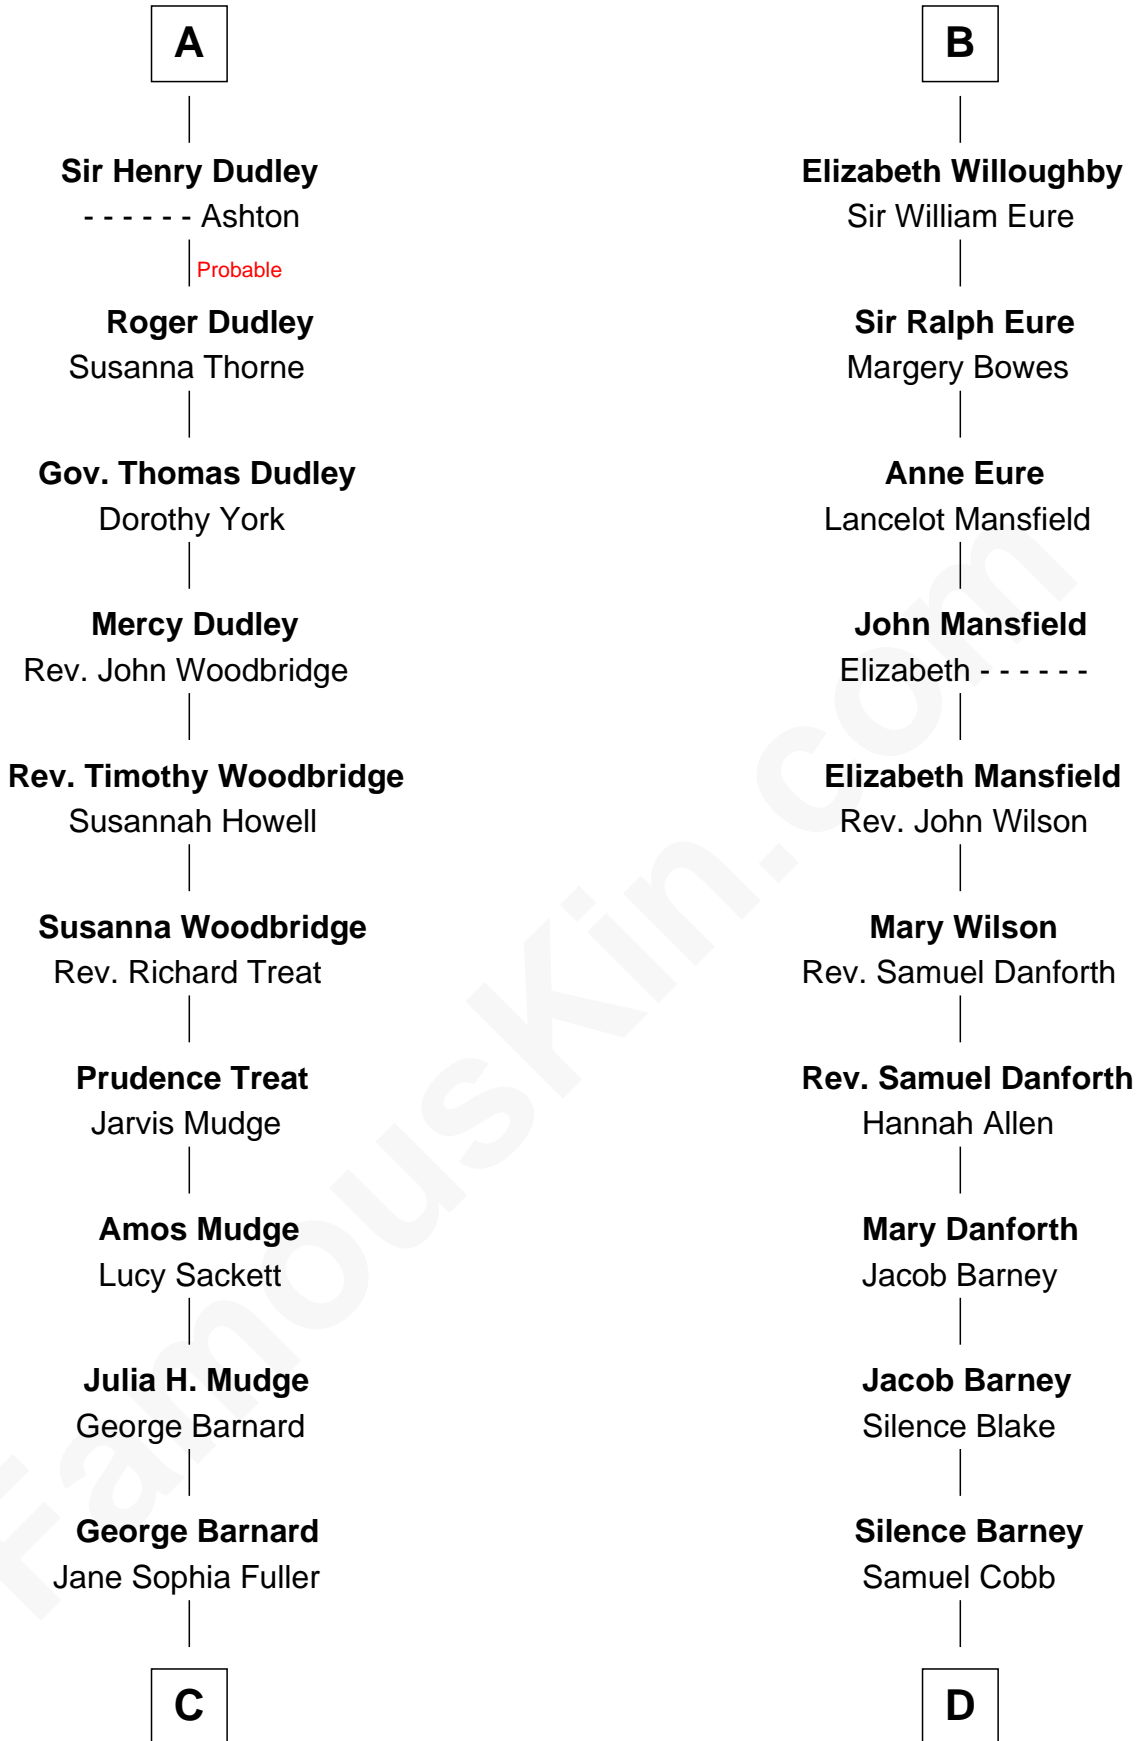 A
Sir Henry Dudley
- - - - - - Ashton
Probable
Roger Dudley
Susanna Thorne
Gov. Thomas Dudley
Dorothy York
Mercy Dudley
Rev. John Woodbridge
Rev. Timothy Woodbridge
Susannah Howell
Susanna Woodbridge
Rev. Richard Treat
Prudence Treat
Jarvis Mudge
Amos Mudge
Lucy Sackett
Julia H. Mudge
George Barnard
George Barnard
Jane Sophia Fuller
C
B
Elizabeth Willoughby
Sir William Eure
Sir Ralph Eure
Margery Bowes
Anne Eure
Lancelot Mansfield
John Mansfield
Elizabeth - - - - - -
Elizabeth Mansfield
Rev. John Wilson
Mary Wilson
Rev. Samuel Danforth
Rev. Samuel Danforth
Hannah Allen
Mary Danforth
Jacob Barney
Jacob Barney
Silence Blake
Silence Barney
Samuel Cobb
D
FamousKin.com